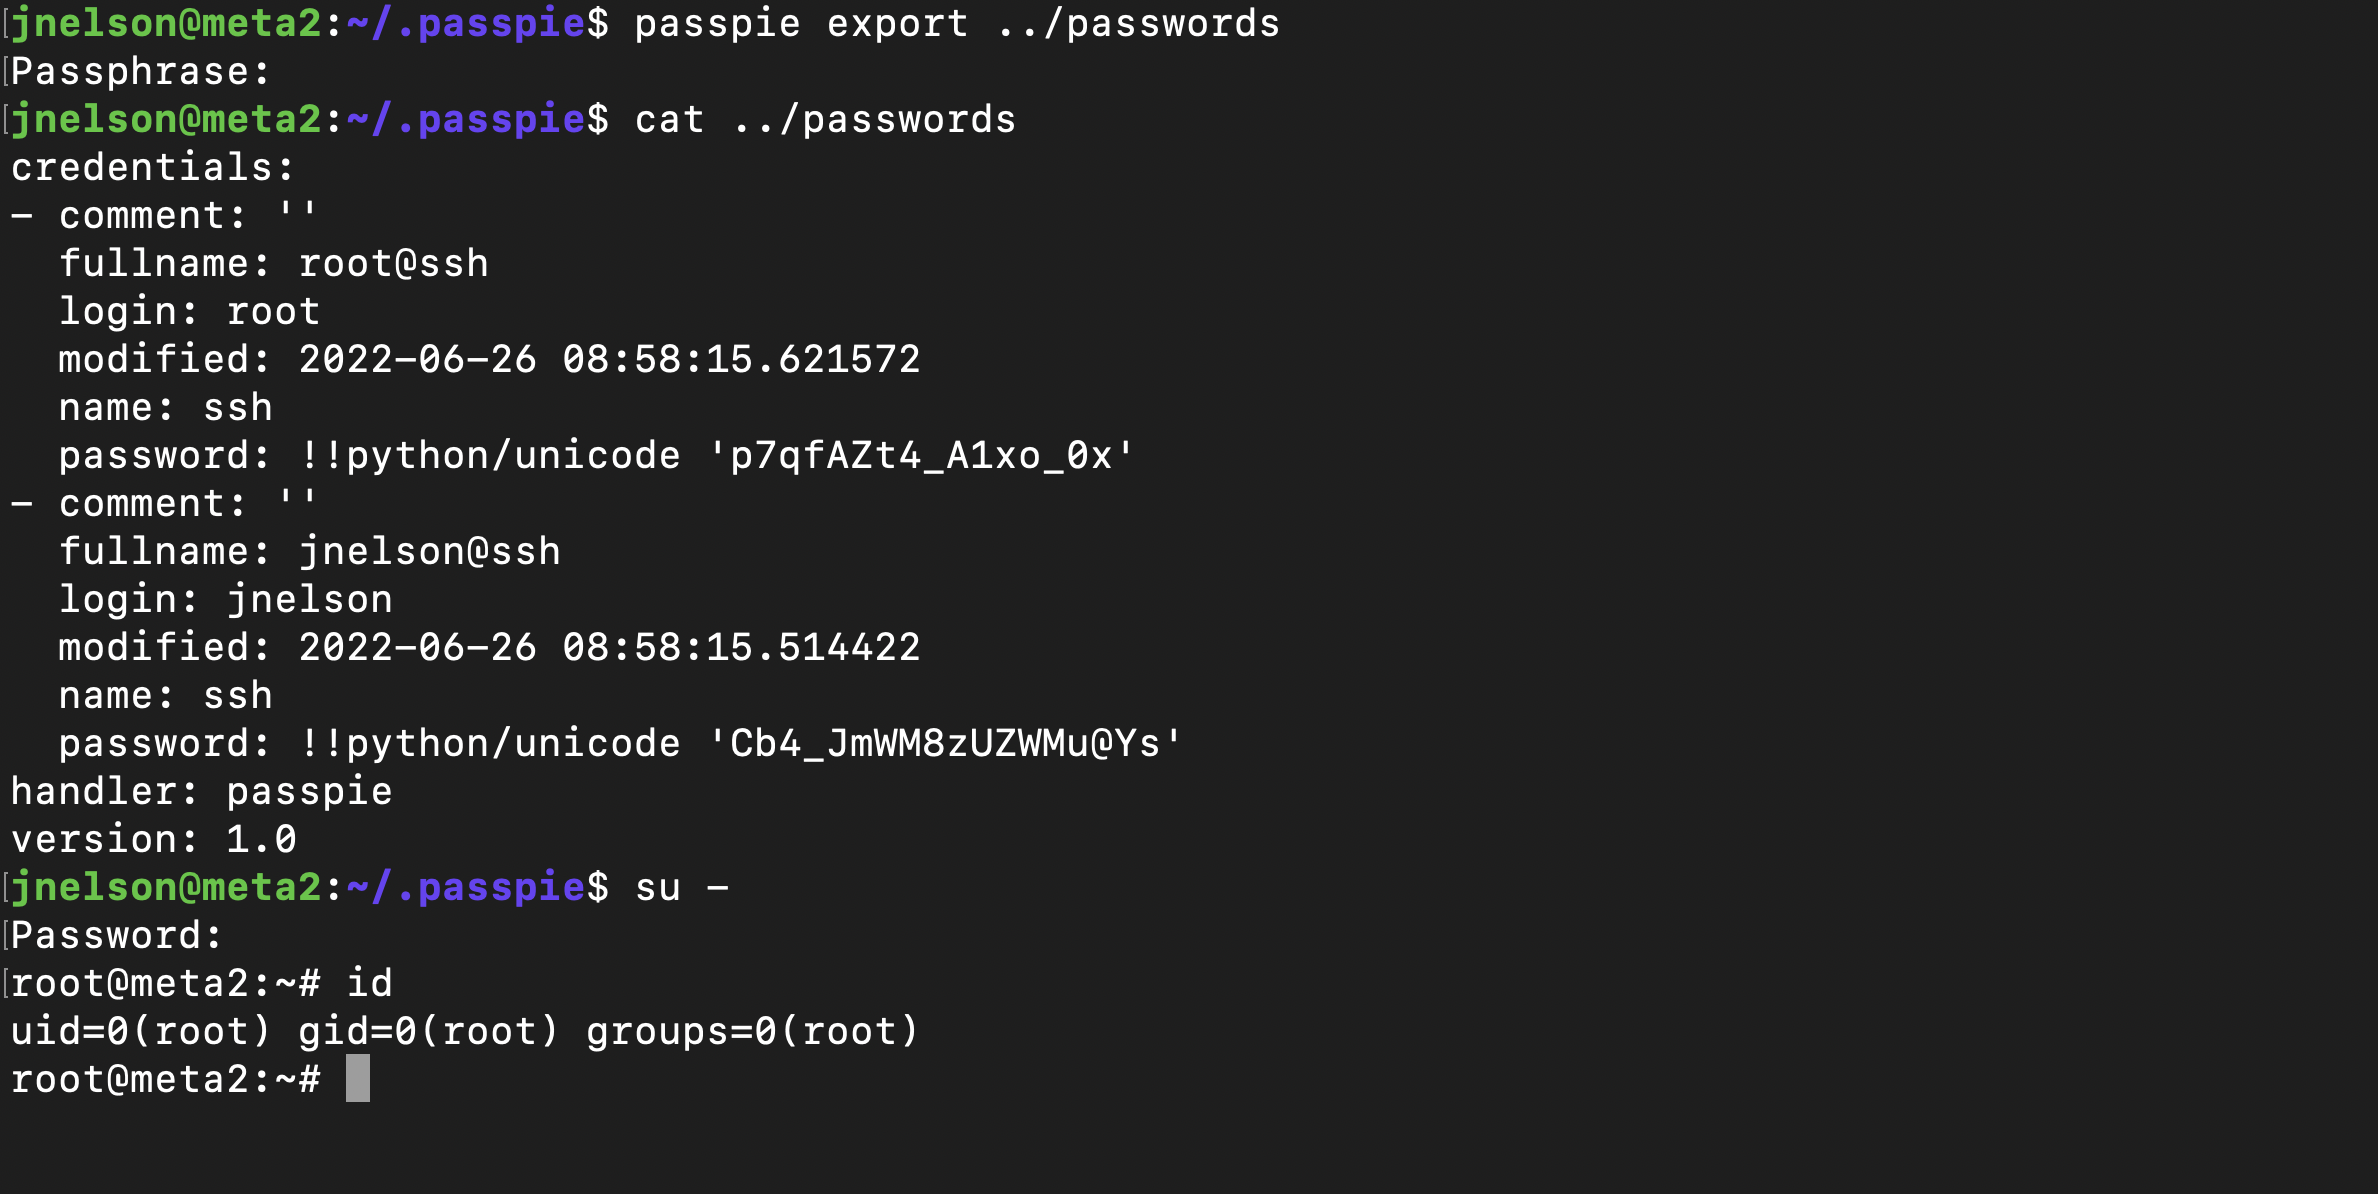 jnelson@meta2:~/.passpie$ passpie export ../passwords
Passphrase:
jnelson@meta2:~/.passpie$ cat ../passwords
credentials:
- comment: ''
  fullname: root@ssh
  login: root
  modified: 2022-06-26 08:58:15.621572
  name: ssh
  password: !!python/unicode 'p7qfAZt4_A1xo_0x'
- comment: ''
  fullname: jnelson@ssh
  login: jnelson
  modified: 2022-06-26 08:58:15.514422
  name: ssh
  password: !!python/unicode 'Cb4_JmWM8zUZWMu@Ys'
handler: passpie
version: 1.0
jnelson@meta2:~/.passpie$ su -
Password:
root@meta2:~# id
uid=0(root) gid=0(root) groups=0(root)
root@meta2:~#